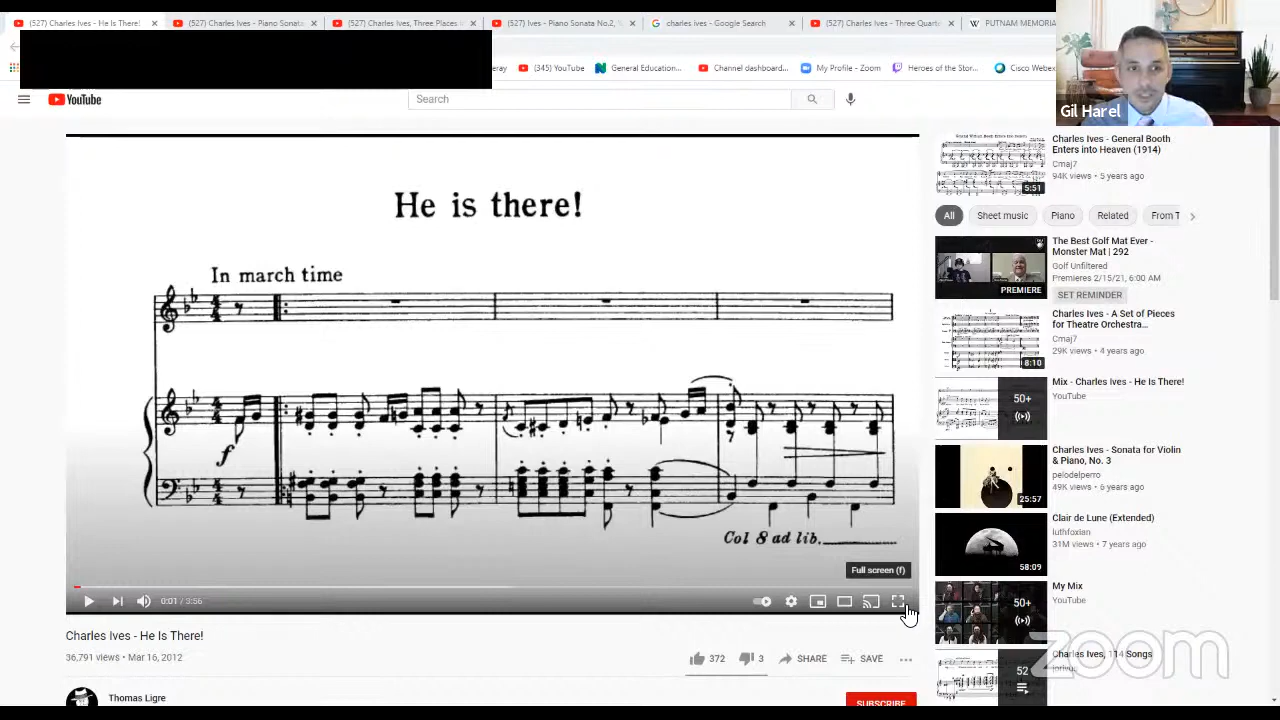 (527) Charles Ives - He Is There!
(527) Charles Ives - Piano Sonata
(527) Charles Ives, Three Places i
(527) Ives - Piano Sonata No.2,
charles ives - Google Search
(527) Charles Ives - Three Quarte
PUTNAM MEMORIA
(345) YouTube
General Education...
Channel dashboard...
My Profile - Zoom
Heroes of the Stor...
Cisco Webex
Gil Harel
YouTube
Search
He is there!
In march time
f
Col 8 ad lib.
Full screen (f)
0:01 / 3:56
Charles Ives - He Is There!
36,791 views • Mar 16, 2012
372
3
SHARE
SAVE
Thomas Ligre
SUBSCRIBE
Charles Ives - General Booth
Enters into Heaven (1914)
Cmaj7
94K views • 5 years ago
5:51
All
Sheet music
Piano
Related
From T
The Best Golf Mat Ever -
Monster Mat | 292
Golf Unfiltered
Premieres 2/15/21, 6:00 AM
PREMIERE
SET REMINDER
Charles Ives - A Set of Pieces
for Theatre Orchestra...
Cmaj7
29K views • 4 years ago
8:10
Mix - Charles Ives - He Is There!
YouTube
50+
Charles Ives - Sonata for Violin
& Piano, No. 3
pelodelperro
49K views • 6 years ago
25:57
Clair de Lune (Extended)
luthfoxian
31M views • 7 years ago
58:09
My Mix
YouTube
50+
Charles Ives, 114 Songs
52
zoom